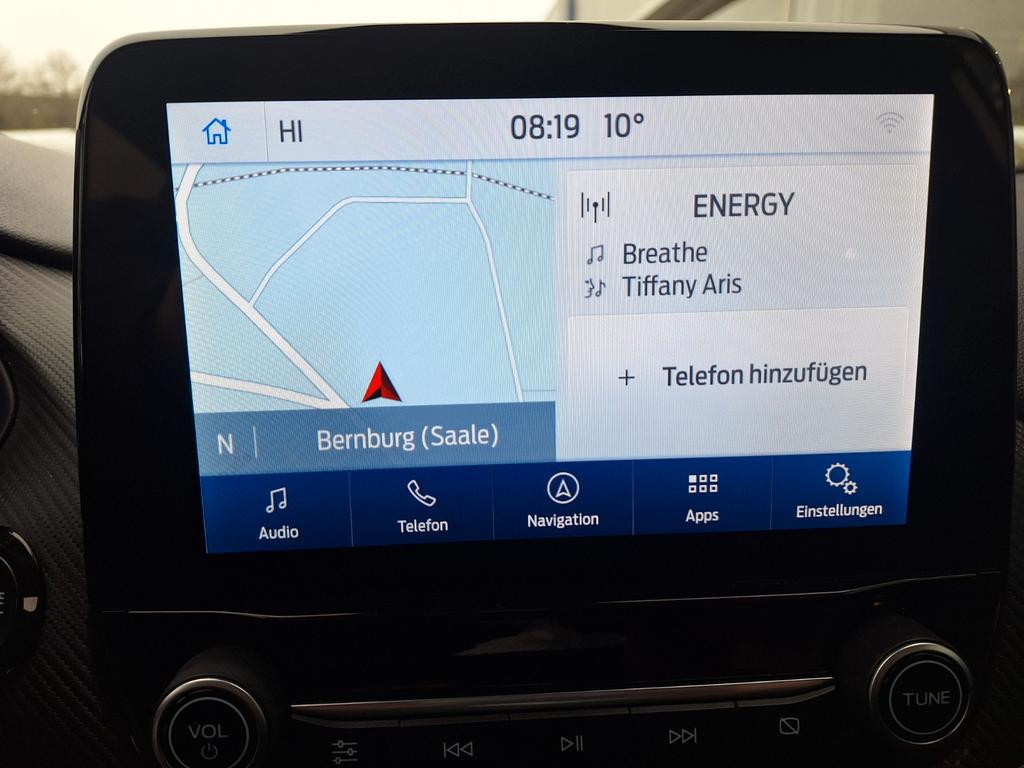 HI
08:19 10°
ENERGY
Breathe
Tiffany Aris
+ Telefon hinzufügen
N
Bernburg (Saale)
Audio
Telefon
Navigation
Apps
Einstellungen
VOL
TUNE